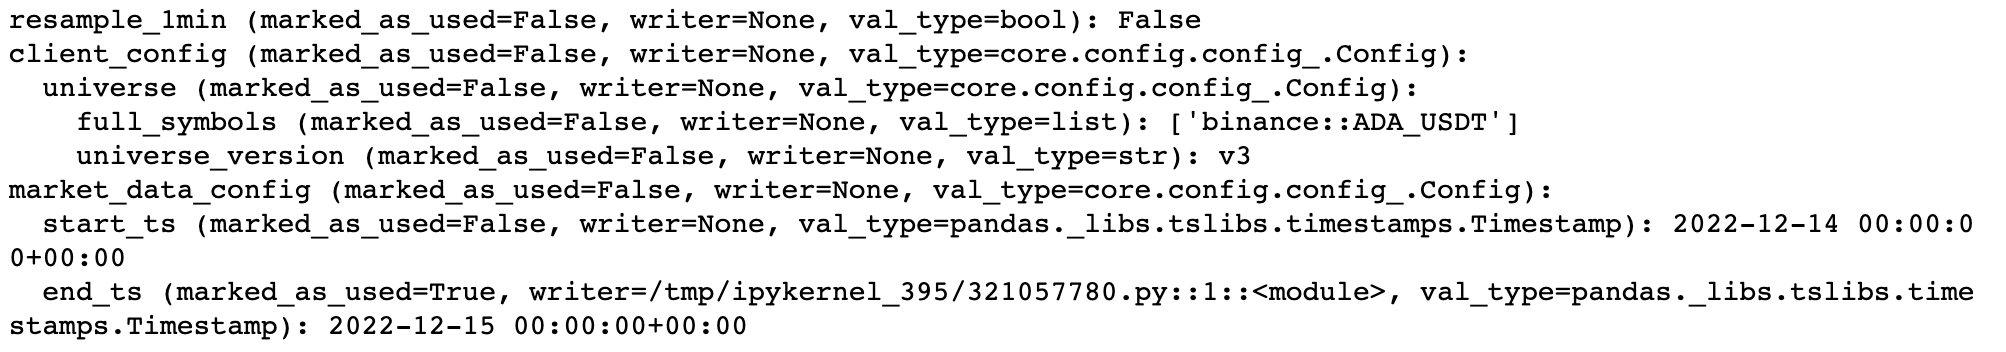 resample_1min (marked_as_used=False, writer=None, val_type=bool): False
client_config (marked_as_used=False, writer=None, val_type=core.config.config_.Config):
  universe (marked_as_used=False, writer=None, val_type=core.config.config_.Config):
    full_symbols (marked_as_used=False, writer=None, val_type=list): ['binance::ADA_USDT']
    universe_version (marked_as_used=False, writer=None, val_type=str): v3
market_data_config (marked_as_used=False, writer=None, val_type=core.config.config_.Config):
  start_ts (marked_as_used=False, writer=None, val_type=pandas._libs.tslibs.timestamps.Timestamp): 2022-12-14 00:00:0
0+00:00
  end_ts (marked_as_used=True, writer=/tmp/ipykernel_395/321057780.py::1::<module>, val_type=pandas._libs.tslibs.time
stamps.Timestamp): 2022-12-15 00:00:00+00:00